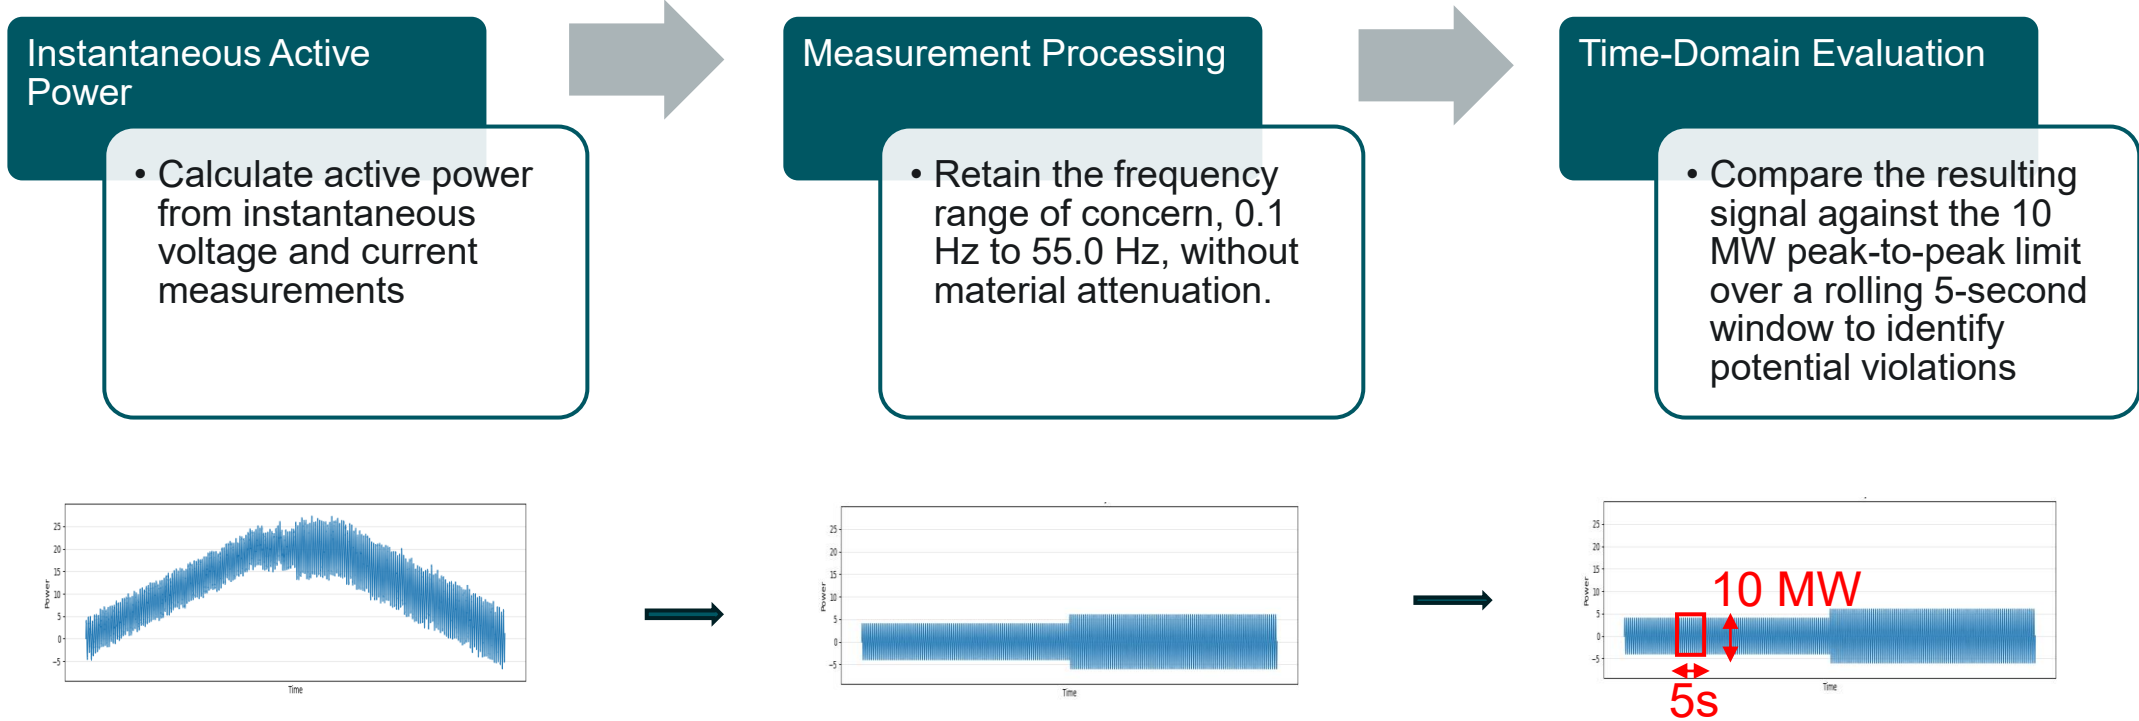 Instantaneous Active
Power
• Calculate active power
from instantaneous
voltage and current
measurements
Measurement Processing
• Retain the frequency
range of concern, 0.1
Hz to 55.0 Hz, without
material attenuation.
Time-Domain Evaluation
• Compare the resulting
signal against the 10
MW peak-to-peak limit
over a rolling 5-second
window to identify
potential violations
25
20
15
10
5
0
−5
Power
Time
25
20
15
10
5
0
−5
Power
Time
25
20
15
10
5
0
−5
Power
Time
10 MW
5s